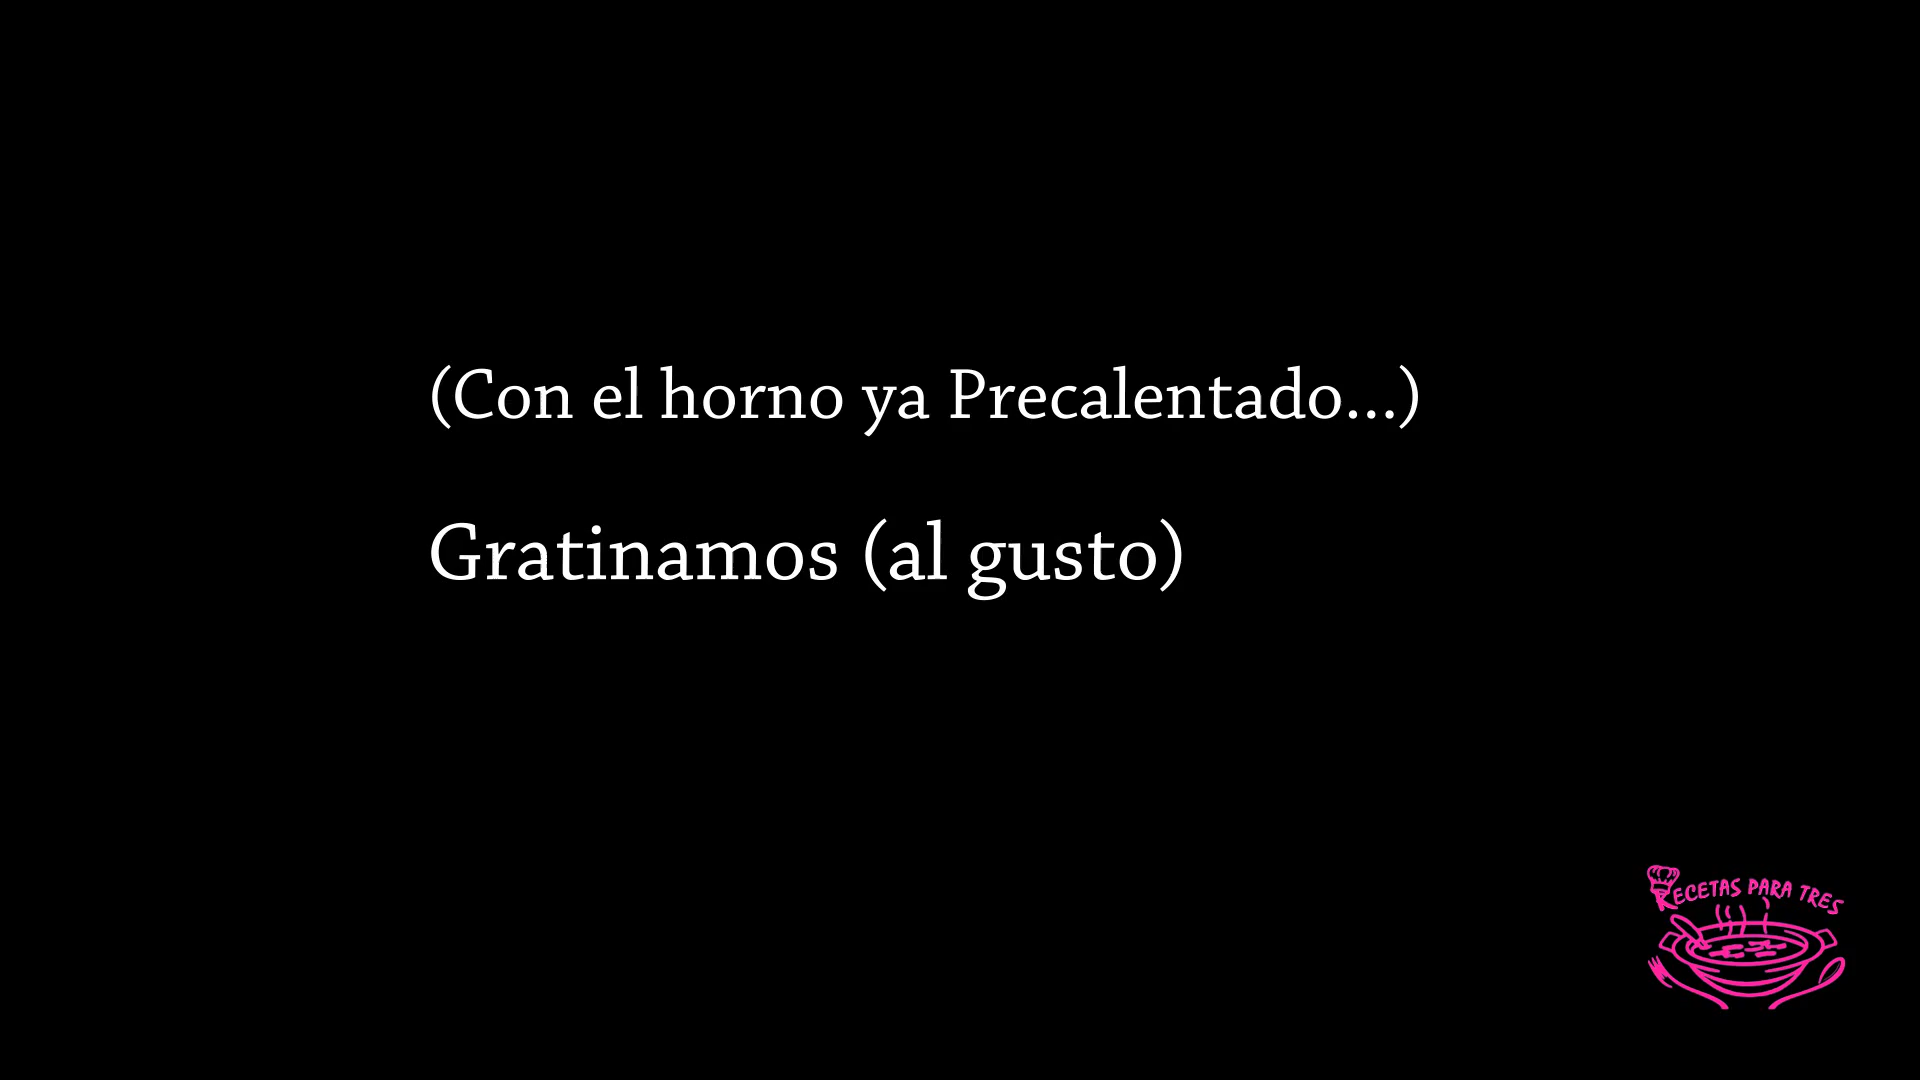 (Con el horno ya Precalentado...)
Gratinamos (al gusto)
RECETAS PARA TRES